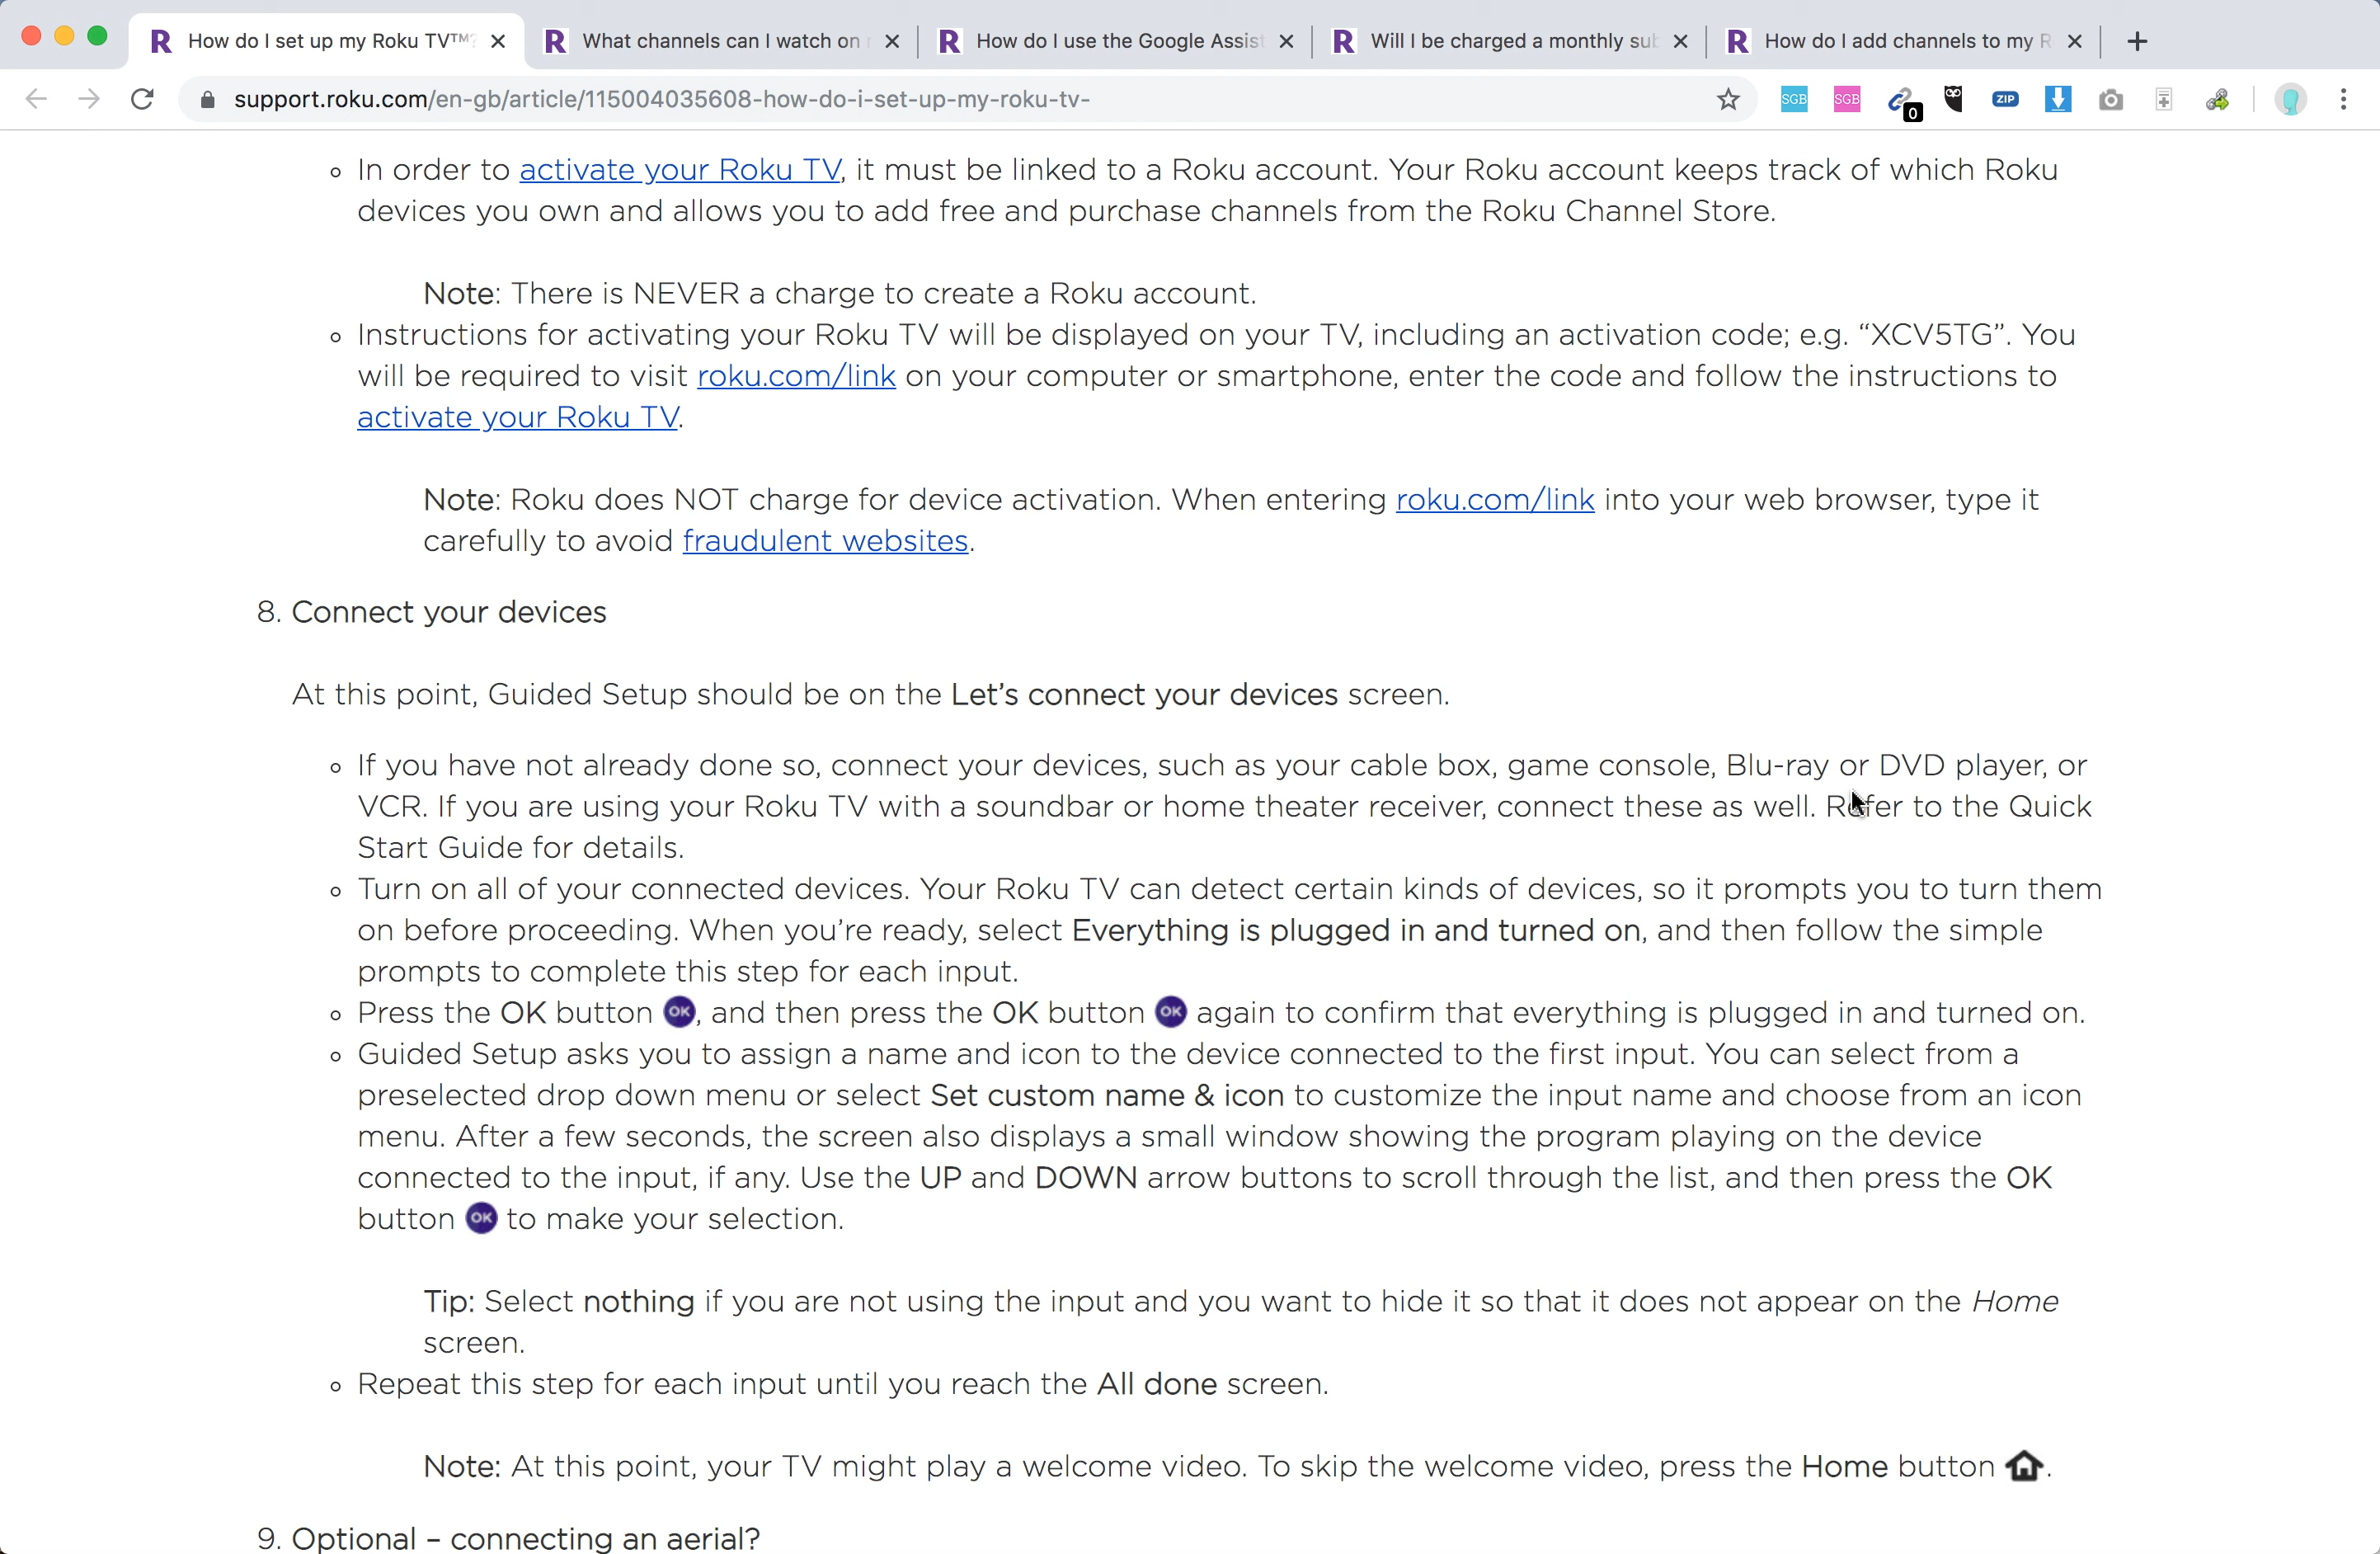 How do I set up my Roku TV™?
What channels can I watch on
How do I use the Google Assist
Will I be charged a monthly sub
How do I add channels to my R
support.roku.com/en-gb/article/115004035608-how-do-i-set-up-my-roku-tv-
SGB
SGB
0
ZIP
In order to activate your Roku TV, it must be linked to a Roku account. Your Roku account keeps track of which Roku
devices you own and allows you to add free and purchase channels from the Roku Channel Store.
Note: There is NEVER a charge to create a Roku account.
Instructions for activating your Roku TV will be displayed on your TV, including an activation code; e.g. “XCV5TG”. You
will be required to visit roku.com/link on your computer or smartphone, enter the code and follow the instructions to
activate your Roku TV.
Note: Roku does NOT charge for device activation. When entering roku.com/link into your web browser, type it
carefully to avoid fraudulent websites.
8. Connect your devices
At this point, Guided Setup should be on the Let’s connect your devices screen.
If you have not already done so, connect your devices, such as your cable box, game console, Blu-ray or DVD player, or
VCR. If you are using your Roku TV with a soundbar or home theater receiver, connect these as well. Refer to the Quick
Start Guide for details.
Turn on all of your connected devices. Your Roku TV can detect certain kinds of devices, so it prompts you to turn them
on before proceeding. When you’re ready, select Everything is plugged in and turned on, and then follow the simple
prompts to complete this step for each input.
Press the OK button OK, and then press the OK button OK again to confirm that everything is plugged in and turned on.
Guided Setup asks you to assign a name and icon to the device connected to the first input. You can select from a
preselected drop down menu or select Set custom name & icon to customize the input name and choose from an icon
menu. After a few seconds, the screen also displays a small window showing the program playing on the device
connected to the input, if any. Use the UP and DOWN arrow buttons to scroll through the list, and then press the OK
button OK to make your selection.
Tip: Select nothing if you are not using the input and you want to hide it so that it does not appear on the Home
screen.
Repeat this step for each input until you reach the All done screen.
Note: At this point, your TV might play a welcome video. To skip the welcome video, press the Home button .
9. Optional – connecting an aerial?